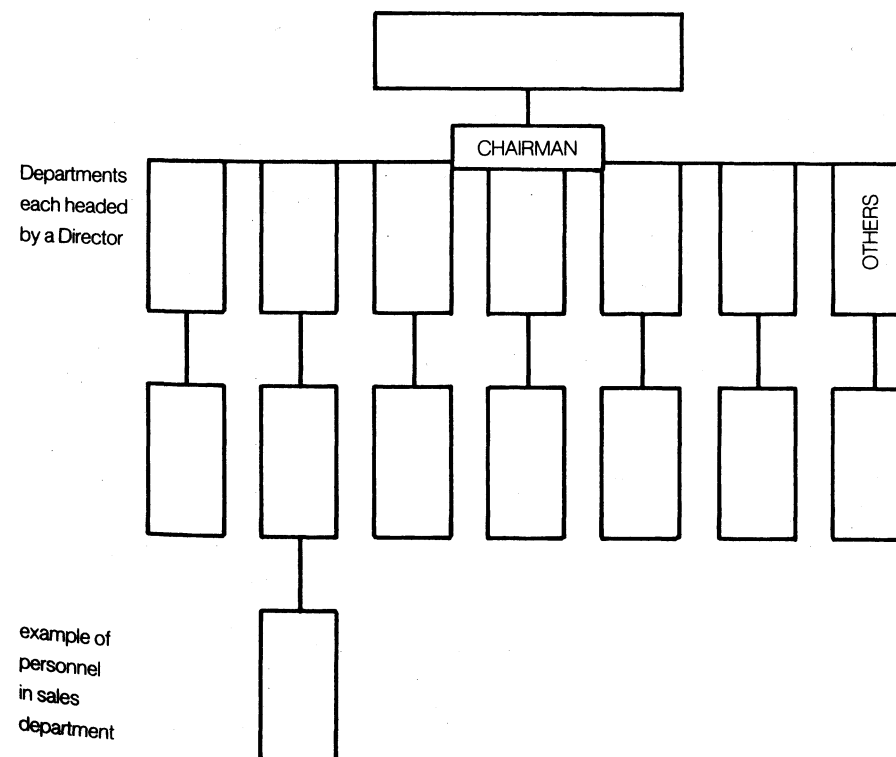 CHAIRMAN
Departments
each headed
by a Director
OTHERS
example of
personnel
in sales
department